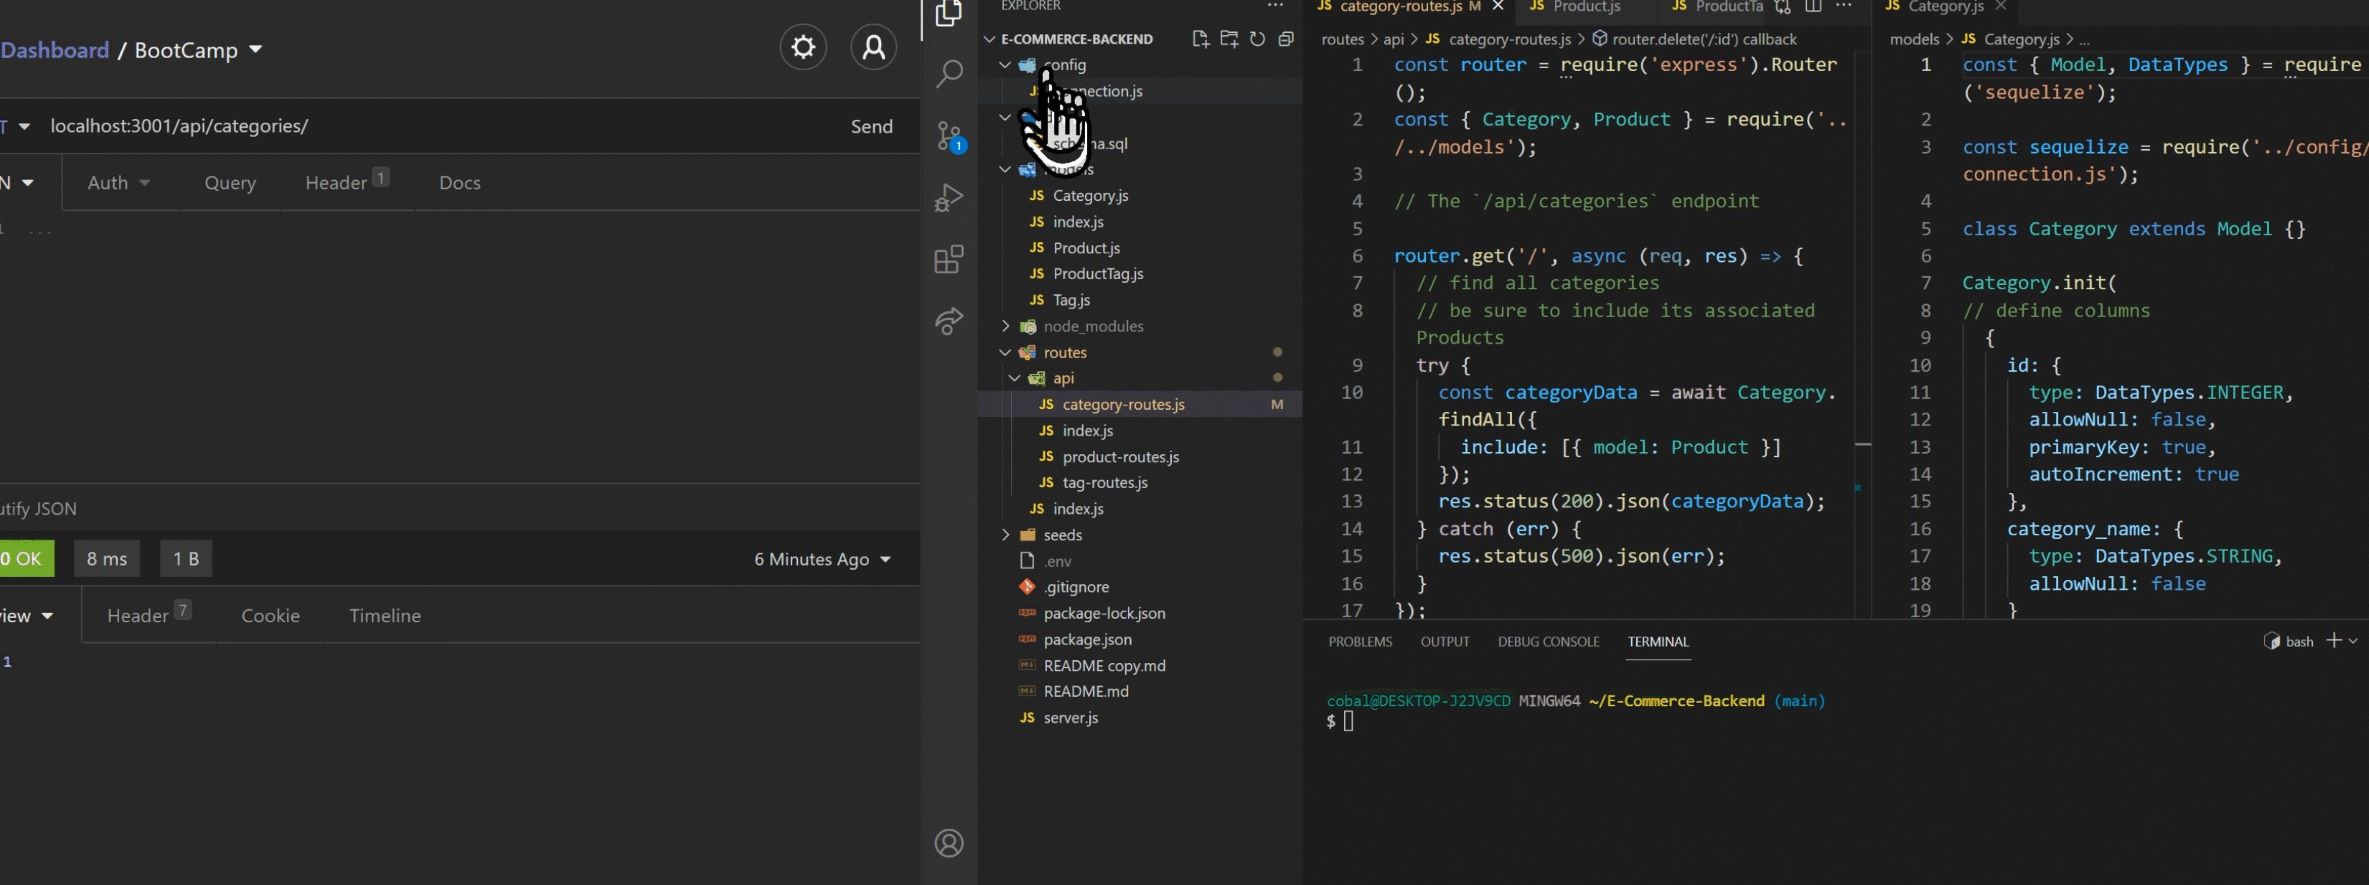 Dashboard / BootCamp
T localhost:3001/api/categories/ Send
N Auth Query Header 1 Docs
1 ...
utify JSON
0 OK 8 ms 1 B 6 Minutes Ago
view Header 7 Cookie Timeline
1
EXPLORER
E-COMMERCE-BACKEND
config
JS connection.js
schema.sql
models
JS Category.js
JS index.js
JS Product.js
JS ProductTag.js
JS Tag.js
node_modules
routes
api
JS category-routes.js M
JS index.js
JS product-routes.js
JS tag-routes.js
JS index.js
seeds
.env
.gitignore
package-lock.json
package.json
README copy.md
README.md
JS server.js
1
JS category-routes.js M JS Product.js JS ProductTa
routes > api > JS category-routes.js > router.delete('/:id') callback
1 const router = require('express').Router
();
2 const { Category, Product } = require('..
/../models');
3
4 // The `/api/categories` endpoint
5
6 router.get('/', async (req, res) => {
7 // find all categories
8 // be sure to include its associated
Products
9 try {
10 const categoryData = await Category.
findAll({
11 include: [{ model: Product }]
12 });
13 res.status(200).json(categoryData);
14 } catch (err) {
15 res.status(500).json(err);
16 }
17 });
JS Category.js
models > JS Category.js > ...
1 const { Model, DataTypes } = require
('sequelize');
2
3 const sequelize = require('../config/
connection.js');
4
5 class Category extends Model {}
6
7 Category.init(
8 // define columns
9 {
10 id: {
11 type: DataTypes.INTEGER,
12 allowNull: false,
13 primaryKey: true,
14 autoIncrement: true
15 },
16 category_name: {
17 type: DataTypes.STRING,
18 allowNull: false
19 }
PROBLEMS OUTPUT DEBUG CONSOLE TERMINAL bash
cobal@DESKTOP-J2JV9CD MINGW64 ~/E-Commerce-Backend (main)
$